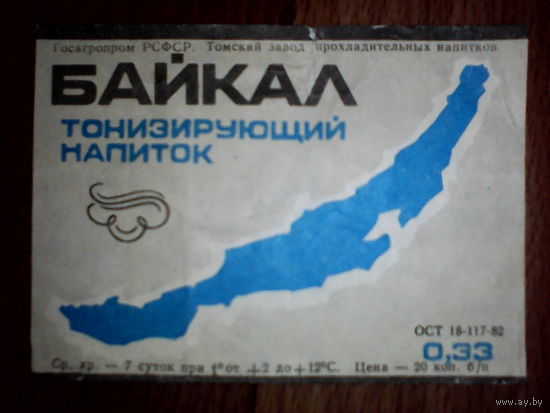 Госагропром РСФСР. Томский завод прохладительных напитков.
БАЙКАЛ
ТОНИЗИРУЮЩИЙ
НАПИТОК
ОСТ 18-117-82
0,33
Ср. хр. — 7 суток при t° от +2 до +12°С. Цена — 20 коп. б/п
www.ay.by